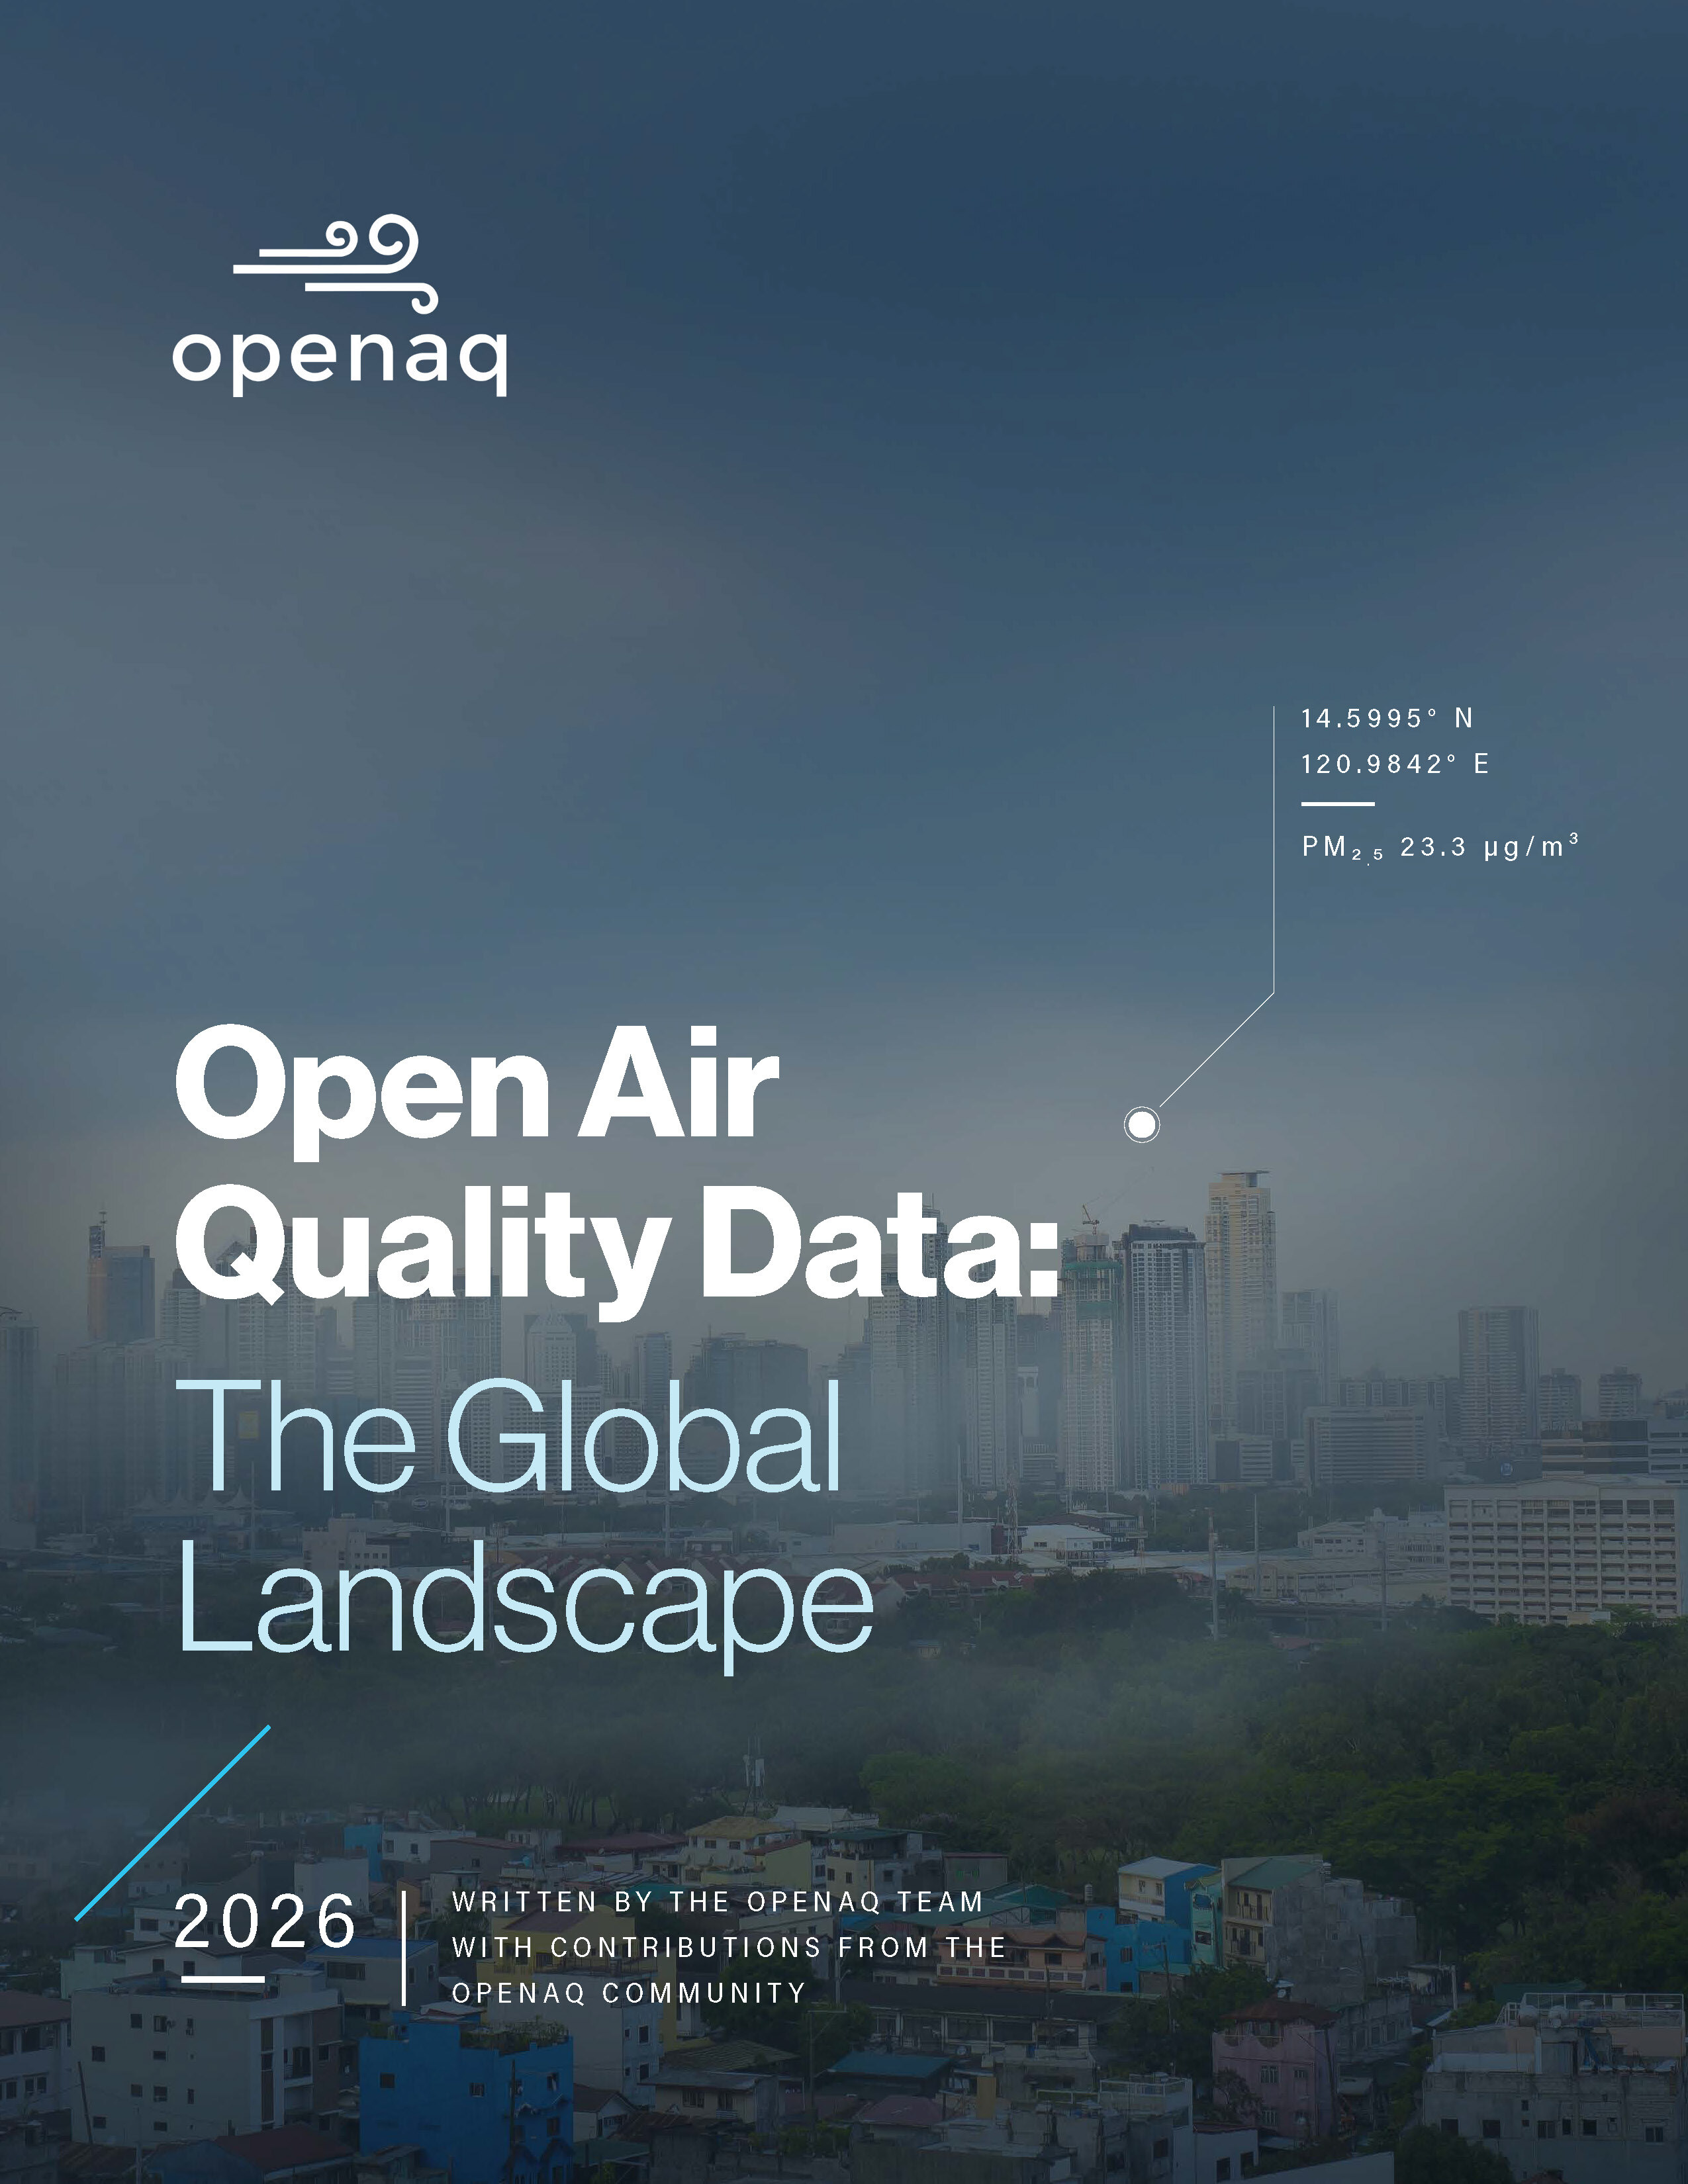 openaq
14.5995° N
120.9842° E
PM₂.₅ 23.3 µg/m³
Open Air
Quality Data:
The Global
Landscape
2026
WRITTEN BY THE OPENAQ TEAM
WITH CONTRIBUTIONS FROM THE
OPENAQ COMMUNITY